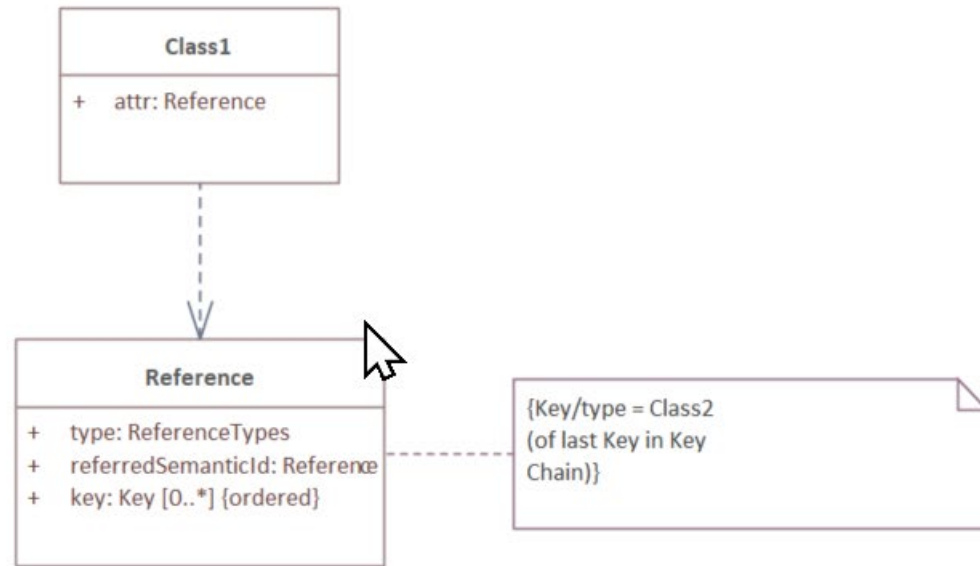 Class1
+ attr: Reference
Reference
+ type: ReferenceTypes
+ referredSemanticId: Reference
+ key: Key [0..*] {ordered}
{Key/type = Class2
(of last Key in Key
Chain)}